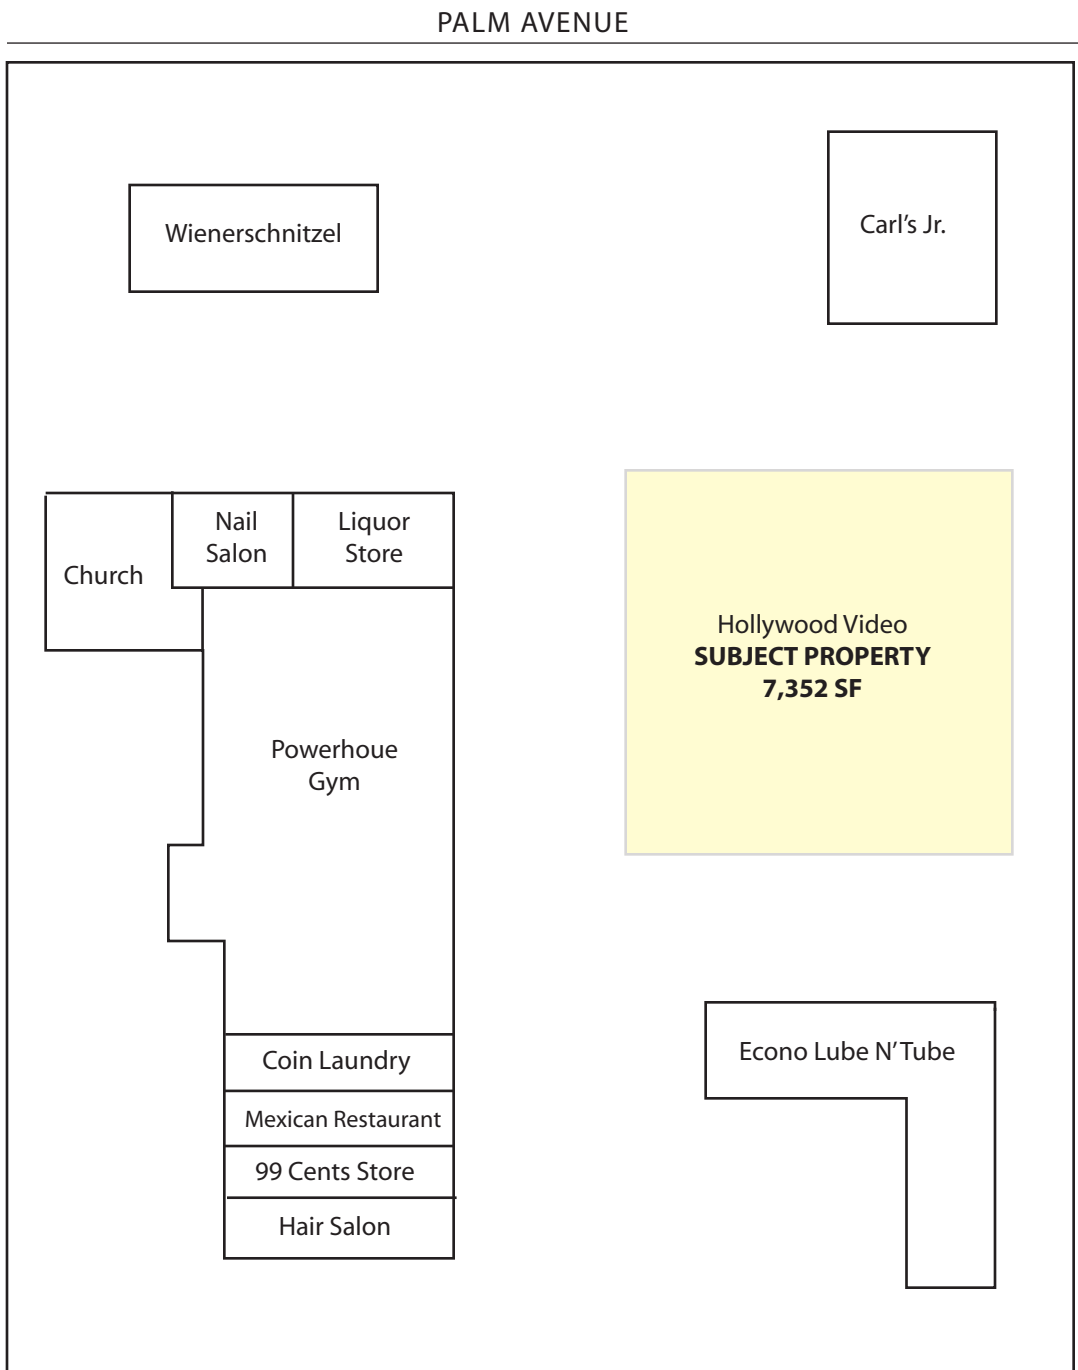 PALM AVENUE
Wienerschnitzel
Carl's Jr.
Nail
Salon
Liquor
Store
Church
Hollywood Video
SUBJECT PROPERTY
7,352 SF
Powerhoue
Gym
Coin Laundry
Mexican Restaurant
99 Cents Store
Hair Salon
Econo Lube N' Tube